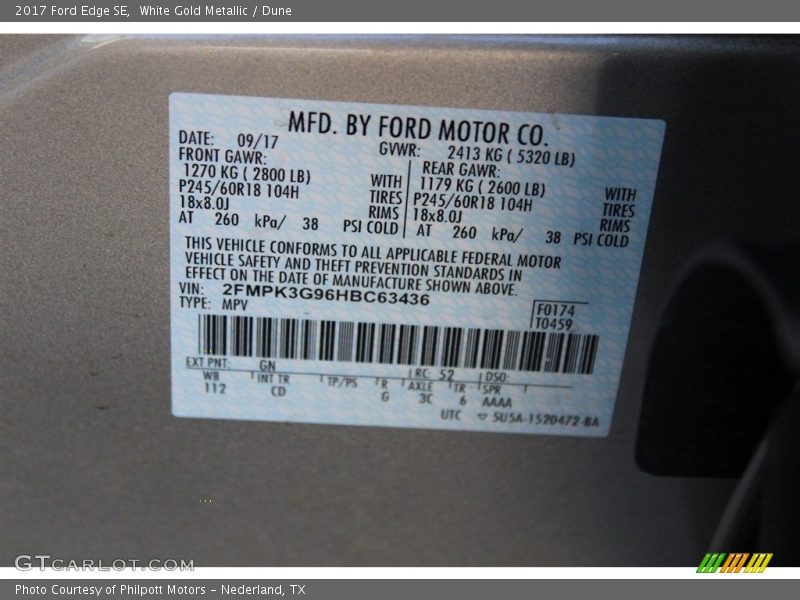 2017 Ford Edge SE, White Gold Metallic / Dune
MFD. BY FORD MOTOR CO.
DATE: 09/17 GVWR: 2413 KG ( 5320 LB)
FRONT GAWR: REAR GAWR:
1270 KG ( 2800 LB) WITH 1179 KG ( 2600 LB) WITH
P245/60R18 104H TIRES P245/60R18 104H TIRES
18x8.0J RIMS 18x8.0J RIMS
AT 260 kPa/ 38 PSI COLD AT 260 kPa/ 38 PSI COLD
THIS VEHICLE CONFORMS TO ALL APPLICABLE FEDERAL MOTOR
VEHICLE SAFETY AND THEFT PREVENTION STANDARDS IN
EFFECT ON THE DATE OF MANUFACTURE SHOWN ABOVE.
VIN: 2FMPK3G96HBC63436
TYPE: MPV F0174
T0459
EXT PNT: GN RC: 52 DSO:
WB INT TR TP/PS R AXLE TR SPR
112 CD G 3C 6 AAAA
UTC ▽ 5U5A-1520472-BA
GTCARLOT.COM
Photo Courtesy of Philpott Motors - Nederland, TX